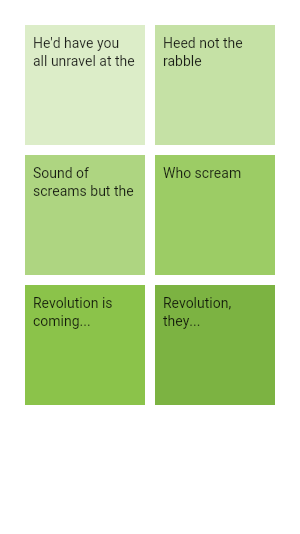 He'd have you
all unravel at the
Heed not the
rabble
Sound of
screams but the
Who scream
Revolution is
coming...
Revolution,
they...